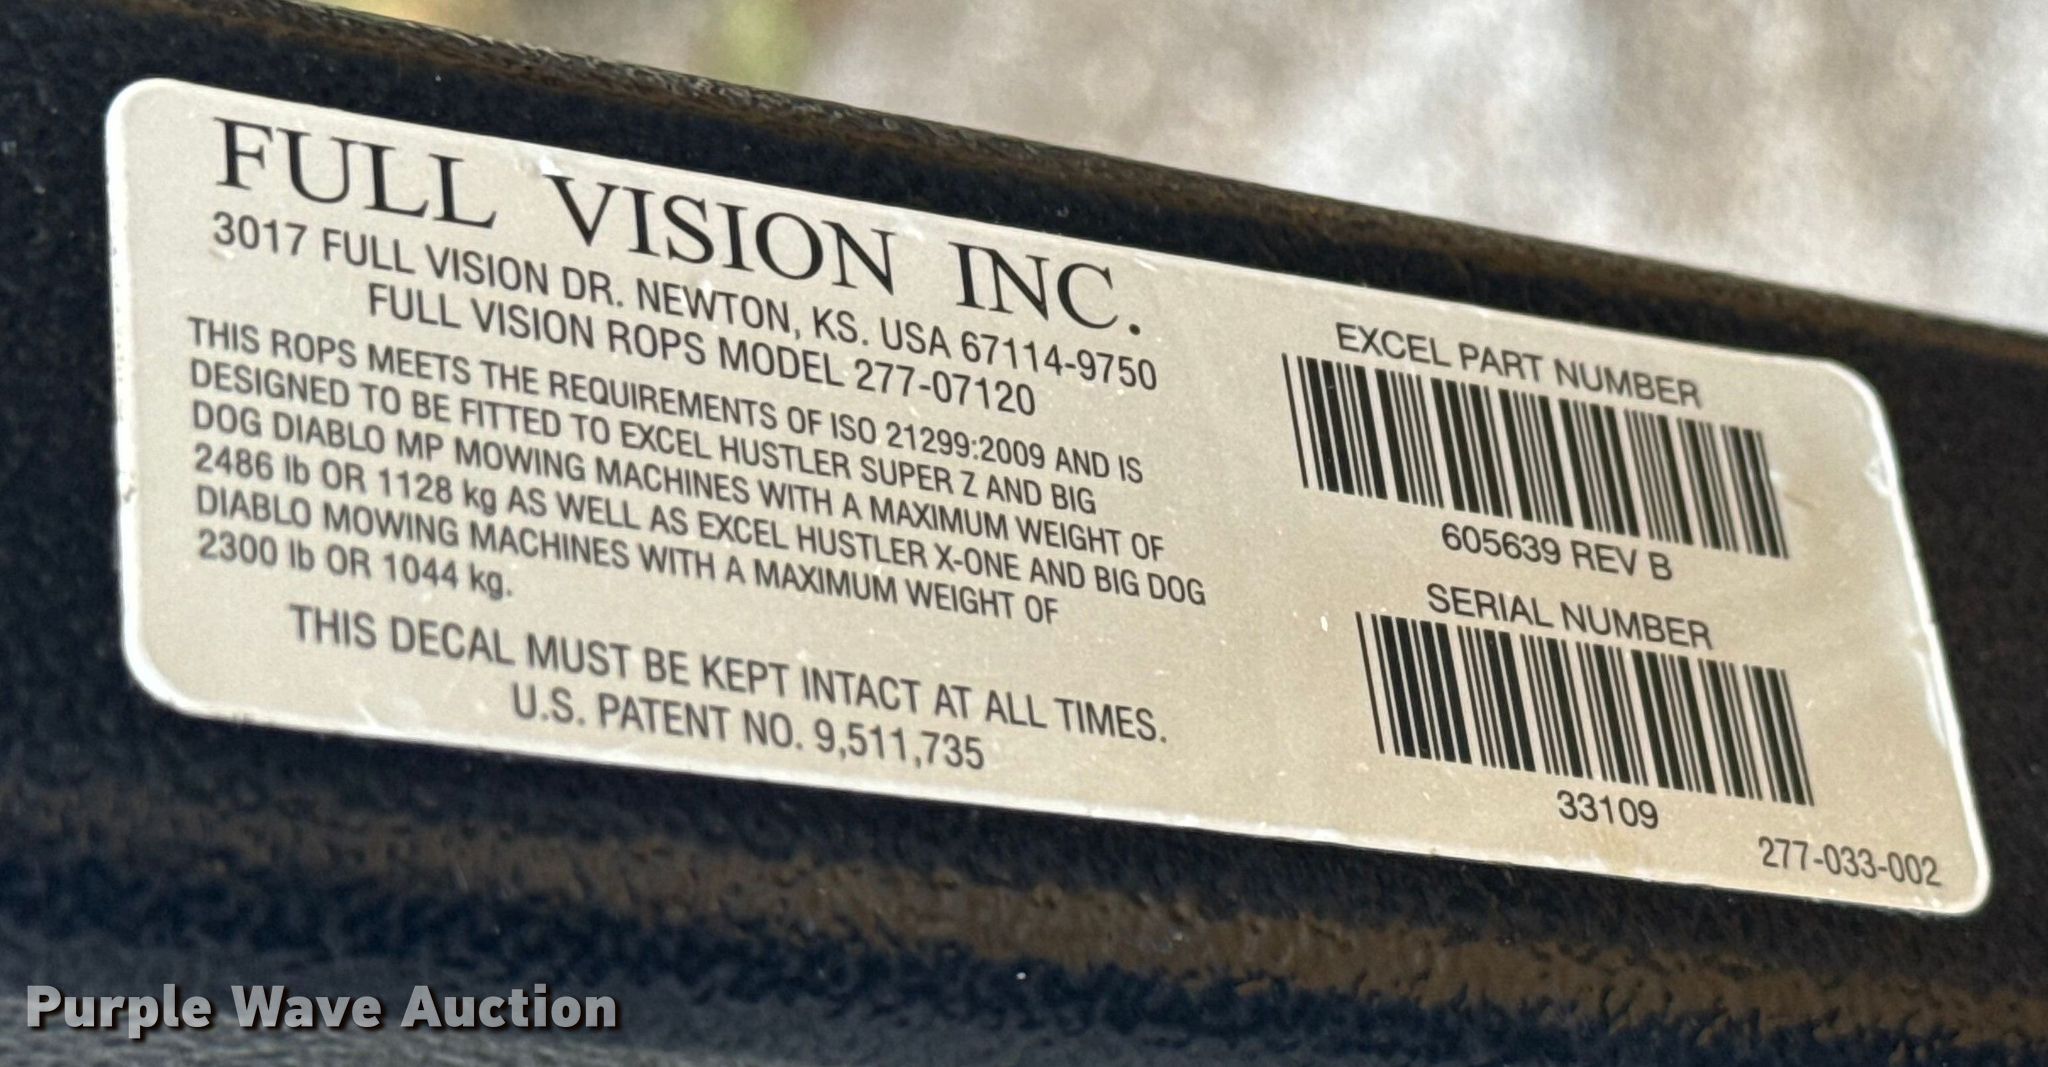 FULL VISION INC.
3017 FULL VISION DR. NEWTON, KS. USA 67114-9750
FULL VISION ROPS MODEL 277-07120
THIS ROPS MEETS THE REQUIREMENTS OF ISO 21299:2009 AND IS
DESIGNED TO BE FITTED TO EXCEL HUSTLER SUPER Z AND BIG
DOG DIABLO MP MOWING MACHINES WITH A MAXIMUM WEIGHT OF
2486 lb OR 1128 kg AS WELL AS EXCEL HUSTLER X-ONE AND BIG DOG
DIABLO MOWING MACHINES WITH A MAXIMUM WEIGHT OF
2300 lb OR 1044 kg.
THIS DECAL MUST BE KEPT INTACT AT ALL TIMES.
U.S. PATENT NO. 9,511,735
EXCEL PART NUMBER
605639 REV B
SERIAL NUMBER
33109
277-033-002
Purple Wave Auction